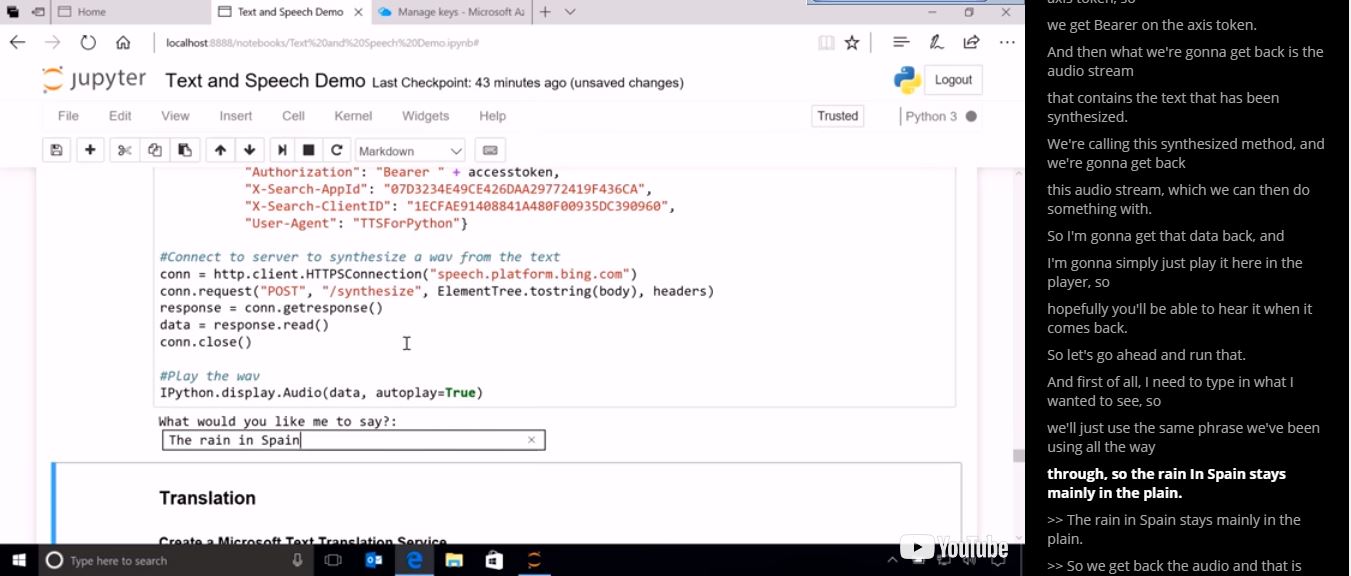 Home
Text and Speech Demo
Manage keys - Microsoft Az
localhost:8888/notebooks/Text%20and%20Speech%20Demo.ipynb#
jupyter Text and Speech Demo Last Checkpoint: 43 minutes ago (unsaved changes)
Logout
File Edit View Insert Cell Kernel Widgets Help
Trusted
Python 3
Markdown
"Authorization": "Bearer " + accesstoken,
"X-Search-AppId": "07D3234E49CE426DAA29772419F436CA",
"X-Search-ClientID": "1ECFAE91408841A480F00935DC390960",
"User-Agent": "TTSForPython"}
#Connect to server to synthesize a wav from the text
conn = http.client.HTTPSConnection("speech.platform.bing.com")
conn.request("POST", "/synthesize", ElementTree.tostring(body), headers)
response = conn.getresponse()
data = response.read()
conn.close()
#Play the wav
IPython.display.Audio(data, autoplay=True)
What would you like me to say?:
The rain in Spain
Translation
Create a Microsoft Text Translation Service
Type here to search
YouTube
axis token, so
we get Bearer on the axis token.
And then what we're gonna get back is the
audio stream
that contains the text that has been
synthesized.
We're calling this synthesized method, and
we're gonna get back
this audio stream, which we can then do
something with.
So I'm gonna get that data back, and
I'm gonna simply just play it here in the
player, so
hopefully you'll be able to hear it when it
comes back.
So let's go ahead and run that.
And first of all, I need to type in what I
wanted to see, so
we'll just use the same phrase we've been
using all the way
through, so the rain In Spain stays
mainly in the plain.
>> The rain in Spain stays mainly in the
plain.
>> So we get back the audio and that is